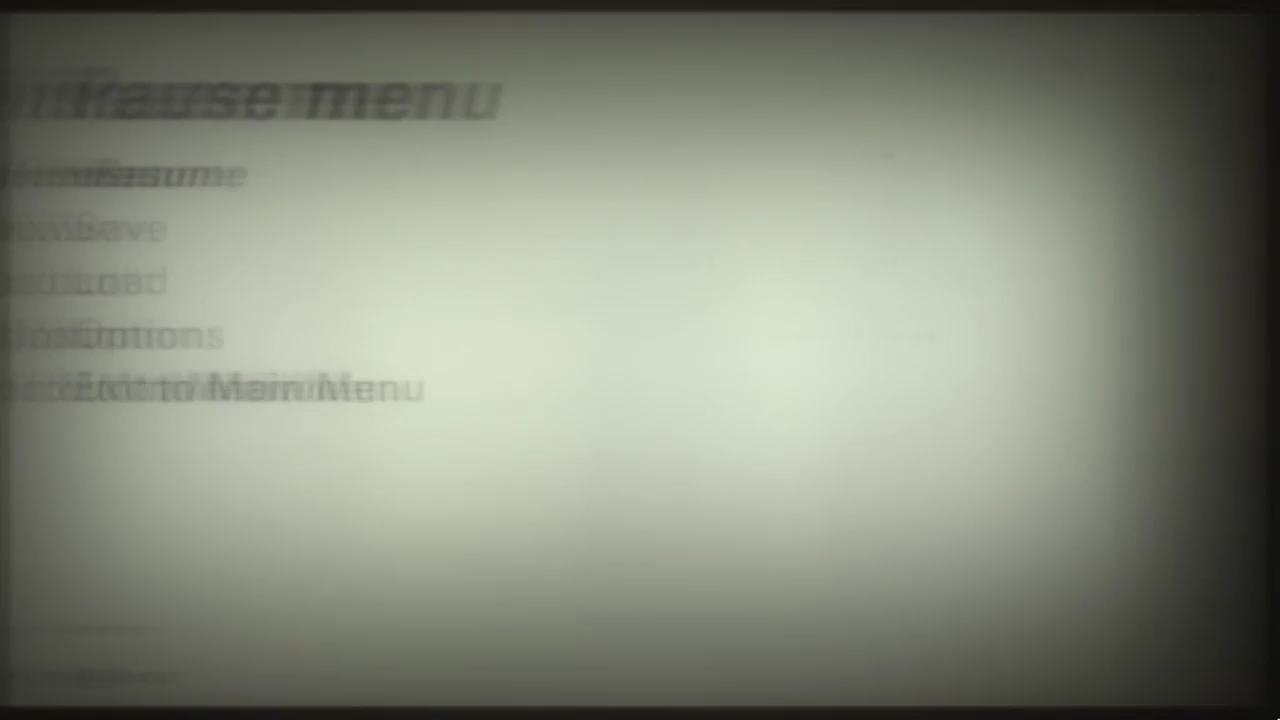 Pause menu
Resume
Save
Load
Options
Exit to Main Menu